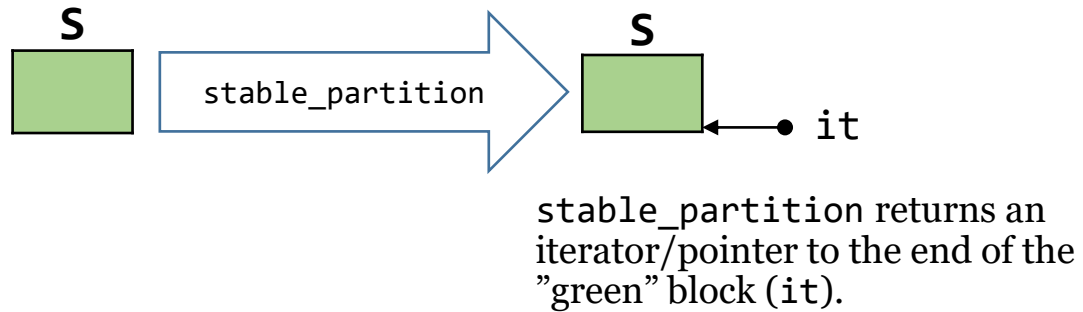 S
stable_partition
S
it
stable_partition returns an
iterator/pointer to the end of the
”green” block (it).